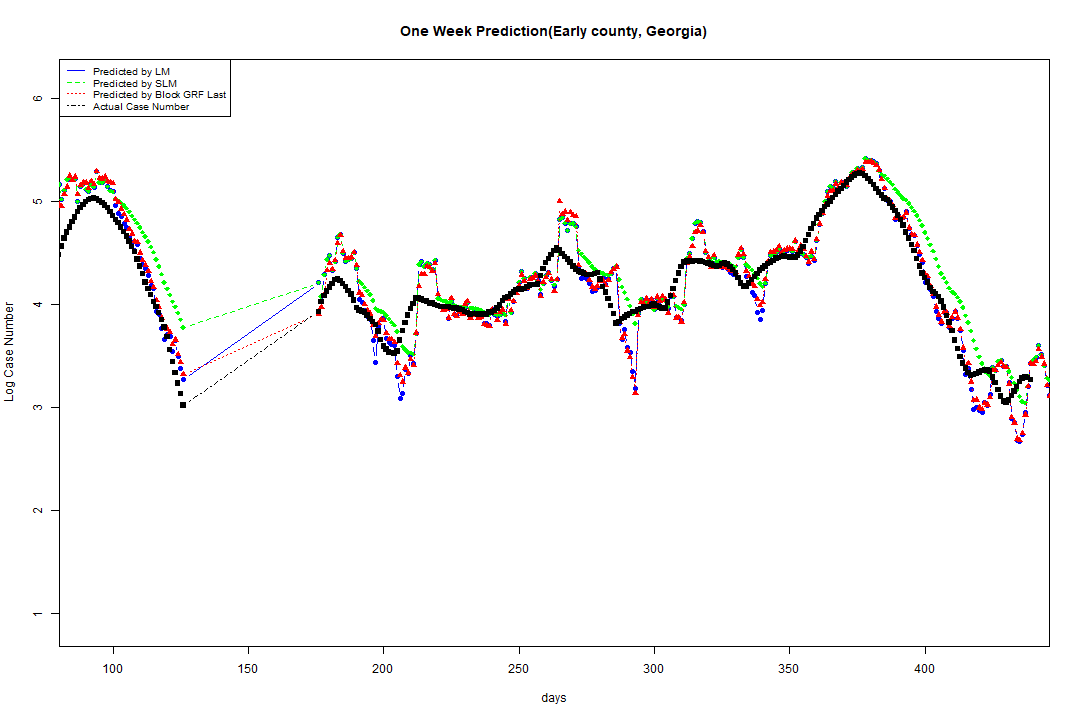 One Week Prediction(Early county, Georgia)
Predicted by LM
Predicted by SLM
Predicted by Block GRF Last
Actual Case Number
6
5
4
3
2
1
Log Case Number
100 150 200 250 300 350 400
days